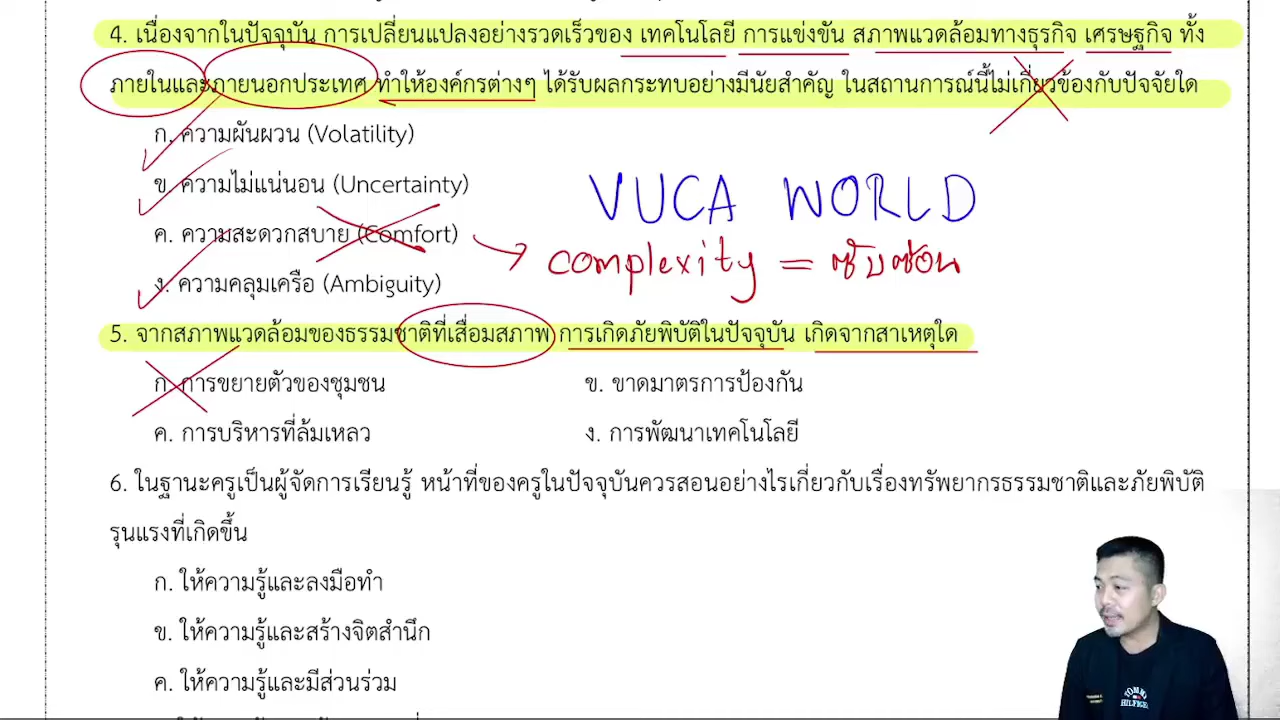 4. เนื่องจากในปัจจุบัน การเปลี่ยนแปลงอย่างรวดเร็วของ เทคโนโลยี การแข่งขัน สภาพแวดล้อมทางธุรกิจ เศรษฐกิจ ทั้ง
ภายในและภายนอกประเทศ ทำให้องค์กรต่างๆ ได้รับผลกระทบอย่างมีนัยสำคัญ ในสถานการณ์นี้ไม่เกี่ยวข้องกับปัจจัยใด
ก. ความผันผวน (Volatility)
ข. ความไม่แน่นอน (Uncertainty)
VUCA WORLD
ค. ความสะดวกสบาย (Comfort)
complexity = ซับซ้อน
ง. ความคลุมเครือ (Ambiguity)
5. จากสภาพแวดล้อมของธรรมชาติที่เสื่อมสภาพ การเกิดภัยพิบัติในปัจจุบัน เกิดจากสาเหตุใด
ก. การขยายตัวของชุมชน ข. ขาดมาตรการป้องกัน
ค. การบริหารที่ล้มเหลว ง. การพัฒนาเทคโนโลยี
6. ในฐานะครูเป็นผู้จัดการเรียนรู้ หน้าที่ของครูในปัจจุบันควรสอนอย่างไรเกี่ยวกับเรื่องทรัพยากรธรรมชาติและภัยพิบัติ
รุนแรงที่เกิดขึ้น
ก. ให้ความรู้และลงมือทำ
ข. ให้ความรู้และสร้างจิตสำนึก
ค. ให้ความรู้และมีส่วนร่วม
TOMMY
HILFIGER